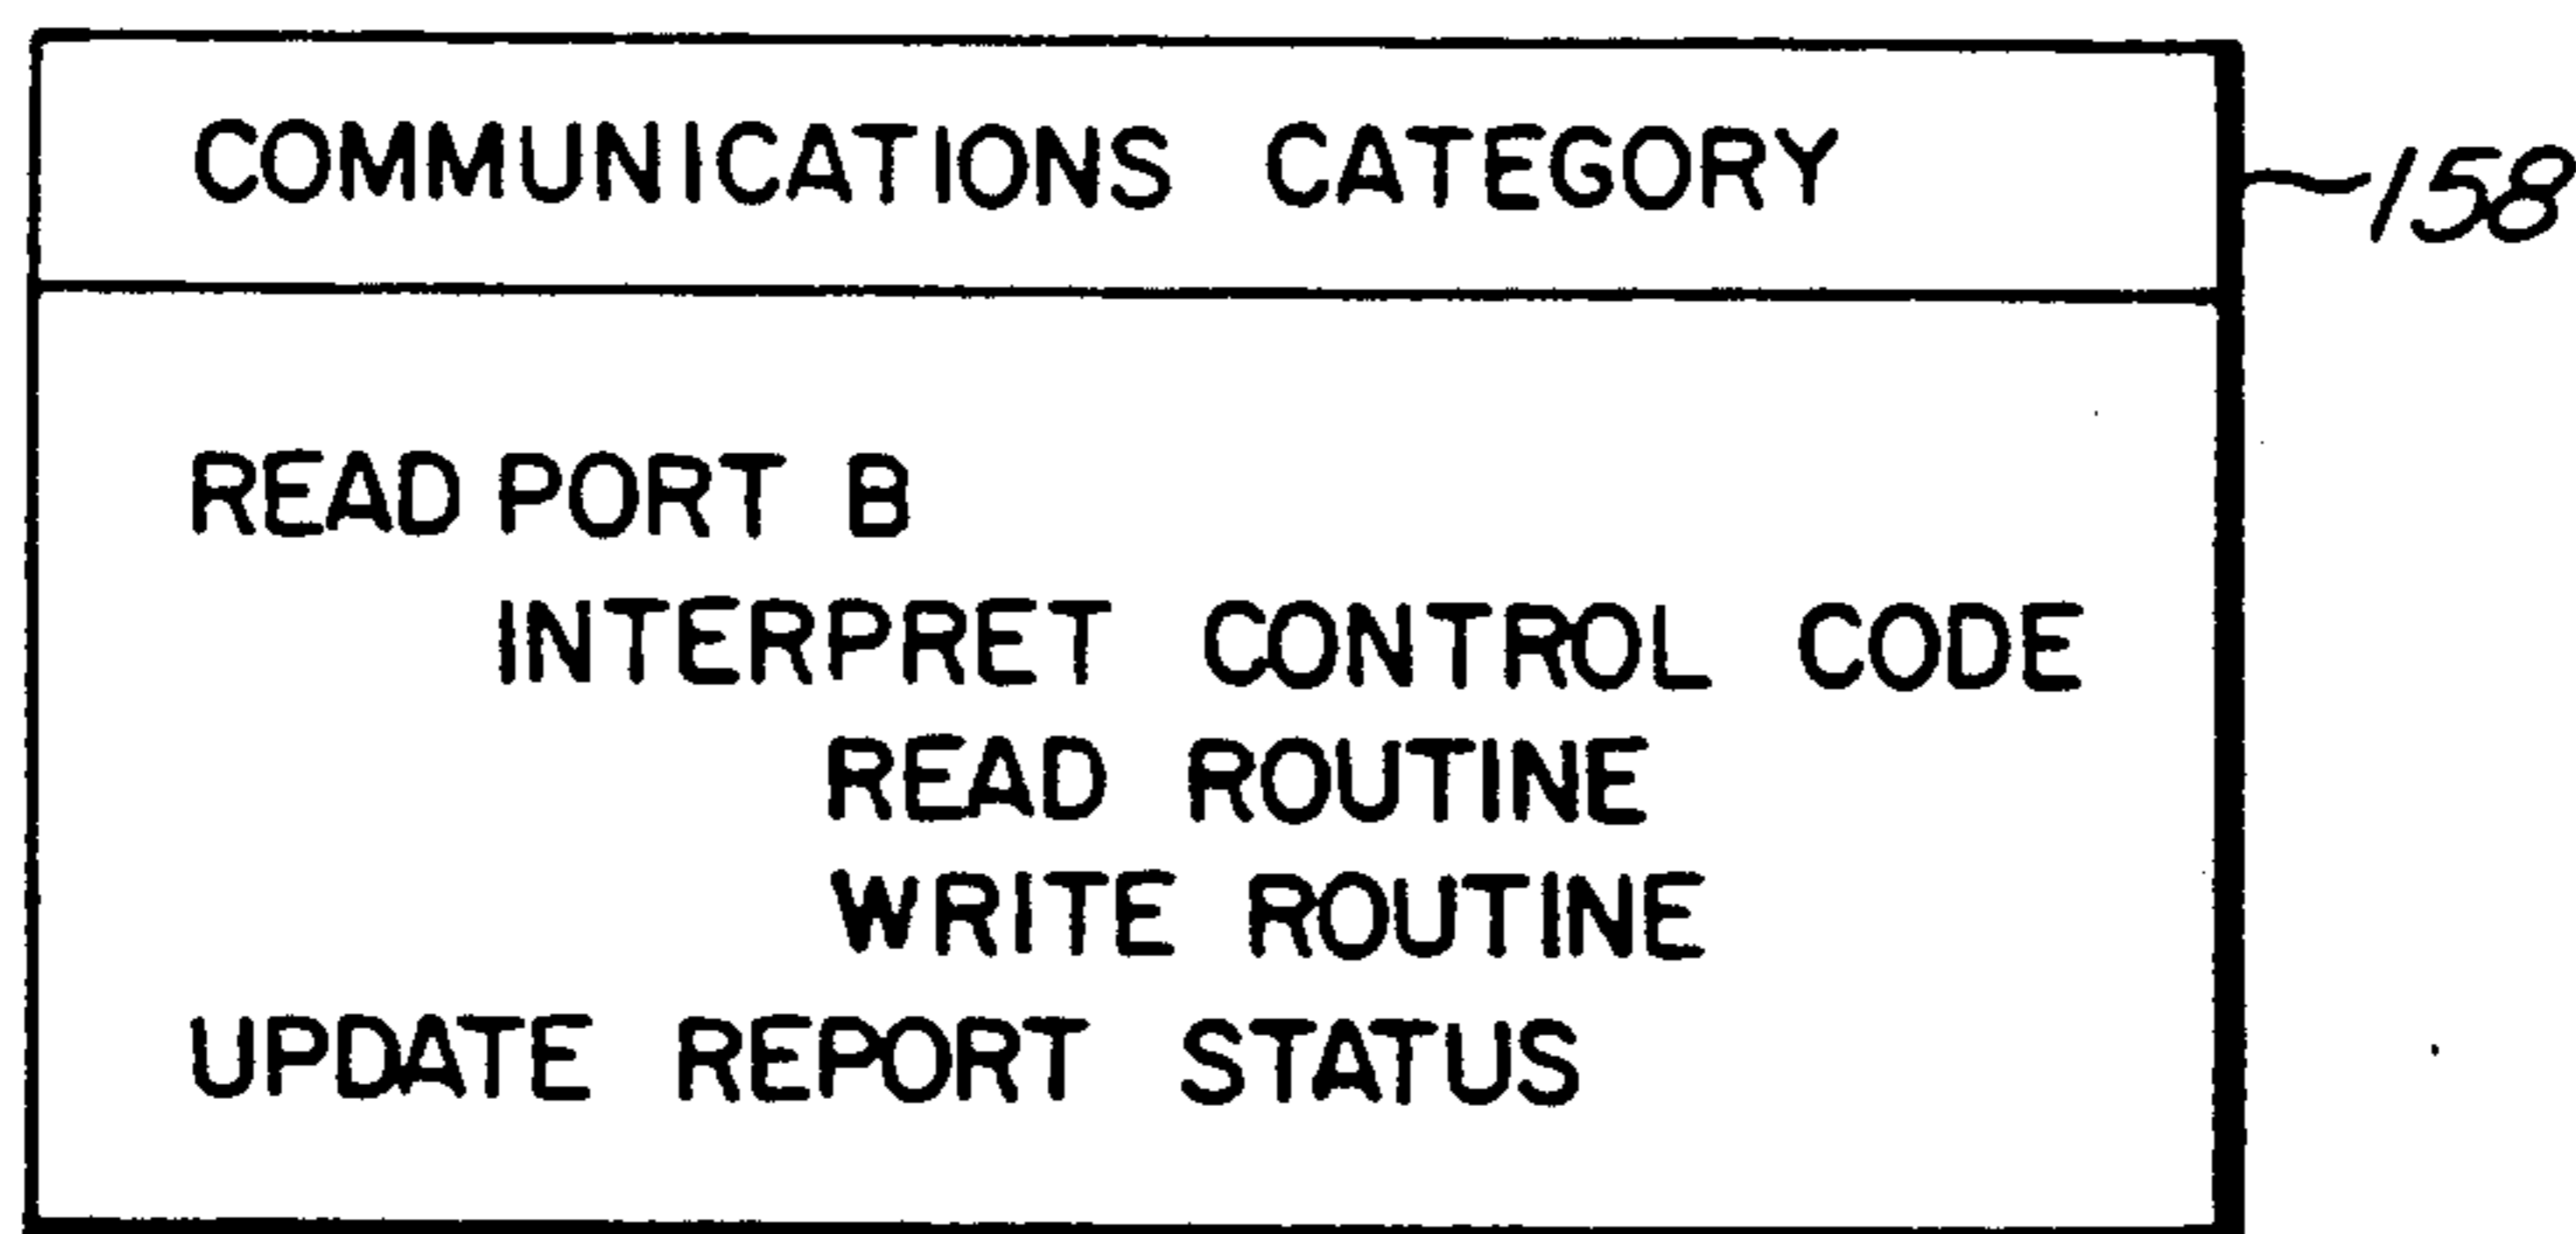 COMMUNICATIONS CATEGORY
158
READ PORT B
INTERPRET CONTROL CODE
READ ROUTINE
WRITE ROUTINE
UPDATE REPORT STATUS